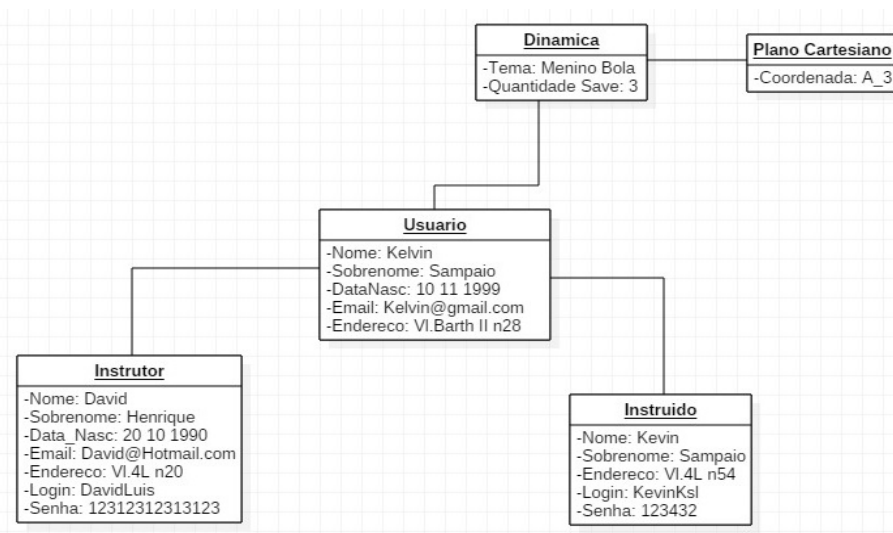 Dinamica
-Tema: Menino Bola
-Quantidade Save: 3
Plano Cartesiano
-Coordenada: A_3
Usuario
-Nome: Kelvin
-Sobrenome: Sampaio
-DataNasc: 10 11 1999
-Email: Kelvin@gmail.com
-Endereco: Vl.Barth II n28
Instrutor
-Nome: David
-Sobrenome: Henrique
-Data_Nasc: 20 10 1990
-Email: David@Hotmail.com
-Endereco: Vl.4L n20
-Login: DavidLuis
-Senha: 12312312313123
Instruido
-Nome: Kevin
-Sobrenome: Sampaio
-Endereco: Vl.4L n54
-Login: KevinKsl
-Senha: 123432